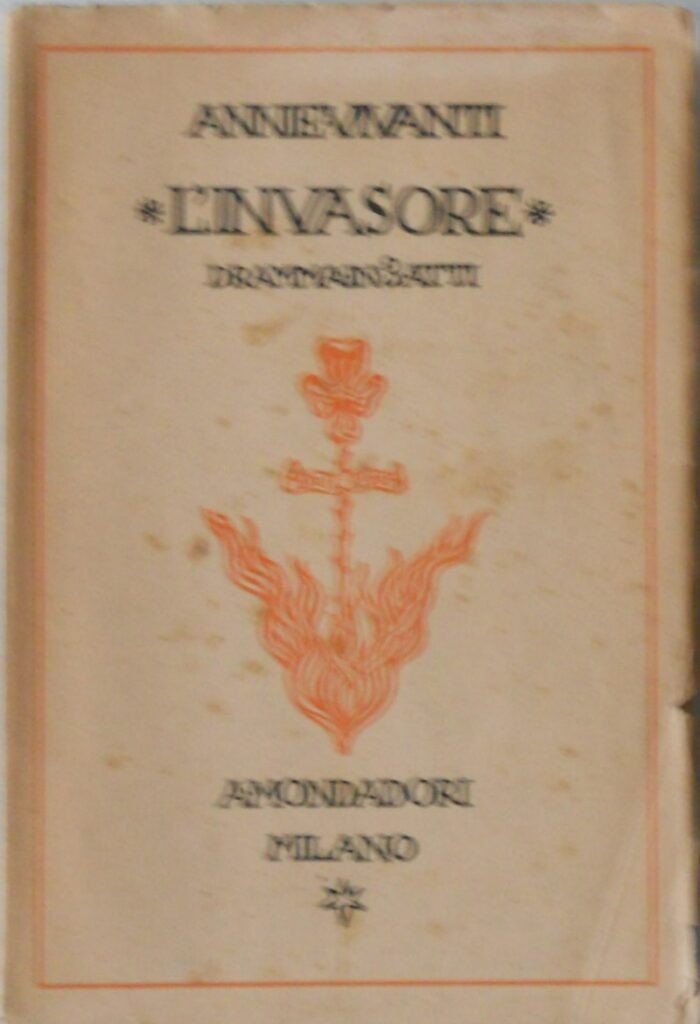 ANNIE VIVANTI
* L'INVASORE *
DRAMMA IN 3 ATTI
A MONDADORI
MILANO